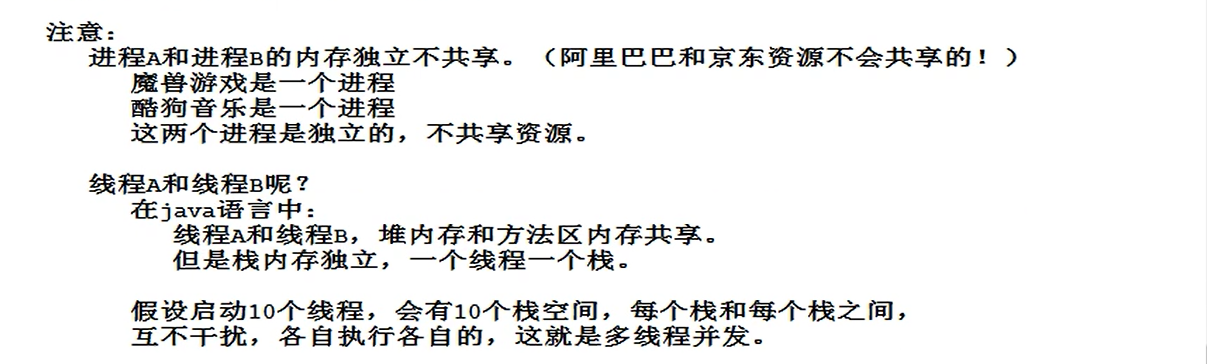 注意：
进程A和进程B的内存独立不共享。（阿里巴巴和京东资源不会共享的！）
魔兽游戏是一个进程
酷狗音乐是一个进程
这两个进程是独立的，不共享资源。
线程A和线程B呢？
在java语言中：
线程A和线程B，堆内存和方法区内存共享。
但是栈内存独立，一个线程一个栈。
假设启动10个线程，会有10个栈空间，每个栈和每个栈之间，
互不干扰，各自执行各自的，这就是多线程并发。